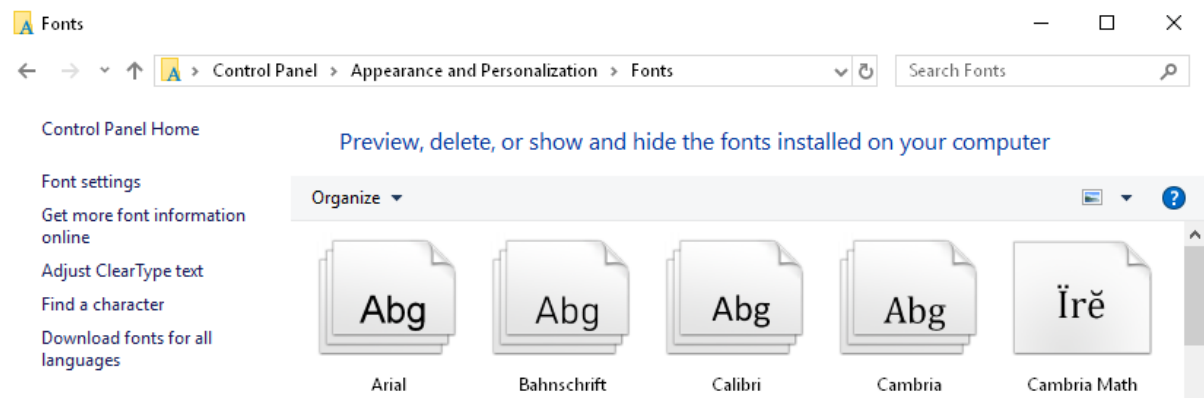 Fonts
Control Panel > Appearance and Personalization > Fonts
Search Fonts
Control Panel Home
Preview, delete, or show and hide the fonts installed on your computer
Font settings
Organize
Get more font information
online
Adjust ClearType text
Find a character
Download fonts for all
languages
Abg Abg Abg Abg Ïrĕ
Arial Bahnschrift Calibri Cambria Cambria Math